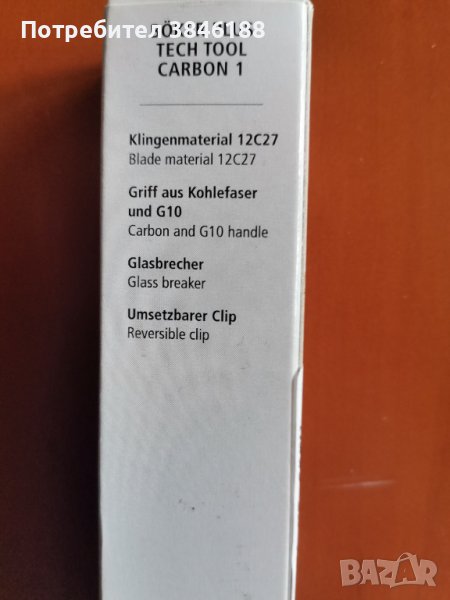 Потребител 3846188
TECH TOOL
CARBON 1
Klingenmaterial 12C27
Blade material 12C27
Griff aus Kohlefaser
und G10
Carbon and G10 handle
Glasbrecher
Glass breaker
Umsetzbarer Clip
Reversible clip
BAZAR